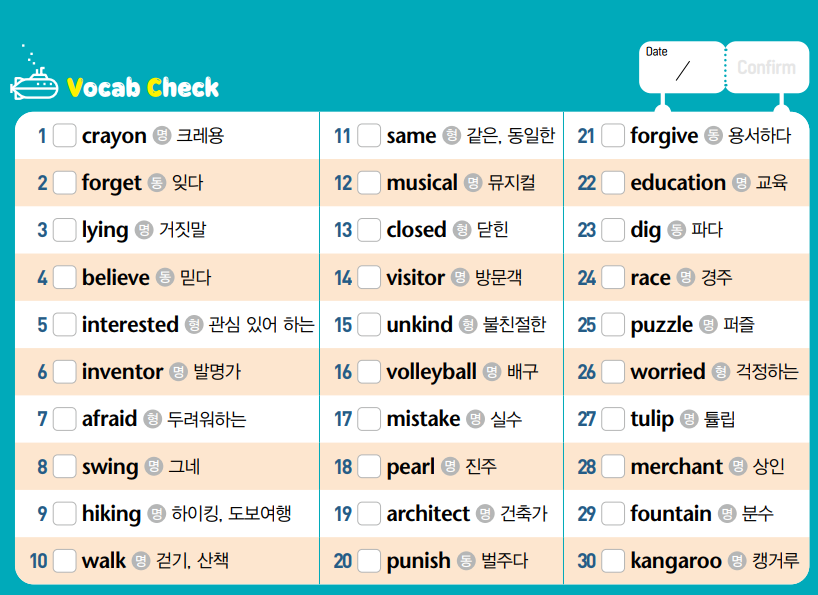 Vocab Check
Date
/
Confirm
1 crayon 명 크레용
2 forget 동 잊다
3 lying 명 거짓말
4 believe 동 믿다
5 interested 형 관심 있어 하는
6 inventor 명 발명가
7 afraid 형 두려워하는
8 swing 명 그네
9 hiking 명 하이킹, 도보여행
10 walk 명 걷기, 산책
11 same 형 같은, 동일한
12 musical 명 뮤지컬
13 closed 형 닫힌
14 visitor 명 방문객
15 unkind 형 불친절한
16 volleyball 명 배구
17 mistake 명 실수
18 pearl 명 진주
19 architect 명 건축가
20 punish 동 벌주다
21 forgive 동 용서하다
22 education 명 교육
23 dig 동 파다
24 race 명 경주
25 puzzle 명 퍼즐
26 worried 형 걱정하는
27 tulip 명 튤립
28 merchant 명 상인
29 fountain 명 분수
30 kangaroo 명 캥거루